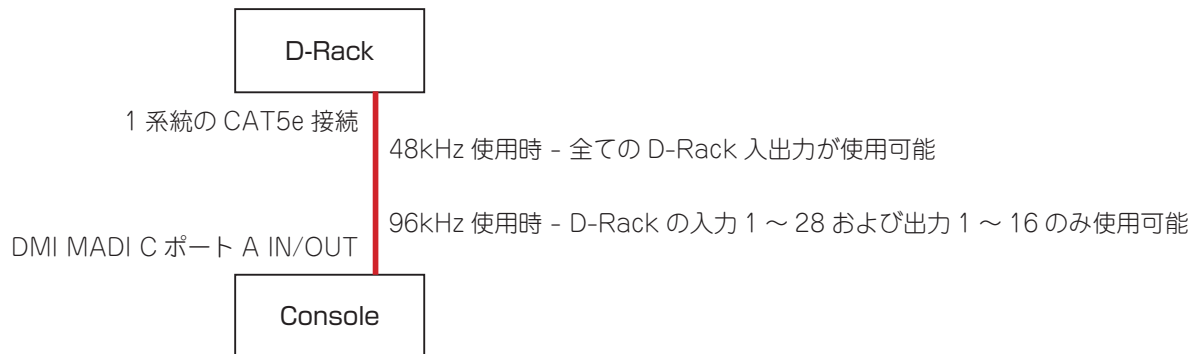 D-Rack
1 系統の CAT5e 接続
48kHz 使用時 - 全ての D-Rack 入出力が使用可能
96kHz 使用時 - D-Rack の入力 1 ~ 28 および出力 1 ~ 16 のみ使用可能
DMI MADI C ポート A IN/OUT
Console